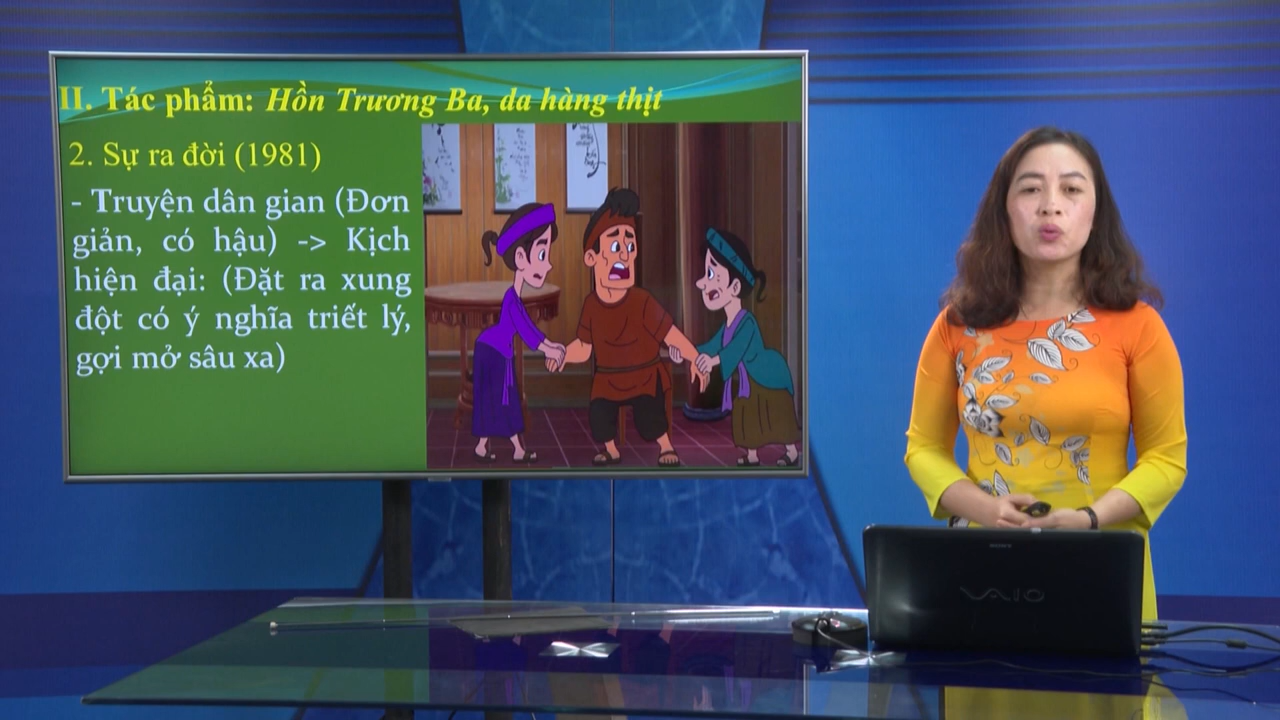 II. Tác phẩm: Hồn Trương Ba, da hàng thịt
2. Sự ra đời (1981)
- Truyện dân gian (Đơn
giản, có hậu) -> Kịch
hiện đại: (Đặt ra xung
đột có ý nghĩa triết lý,
gợi mở sâu xa)
SONY
VAIO